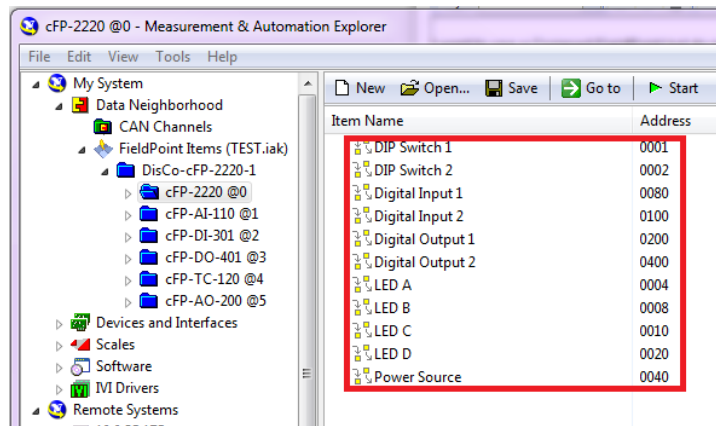 cFP-2220 @0 - Measurement & Automation Explorer
File Edit View Tools Help
My System
Data Neighborhood
CAN Channels
FieldPoint Items (TEST.iak)
DisCo-cFP-2220-1
cFP-2220 @0
cFP-AI-110 @1
cFP-DI-301 @2
cFP-DO-401 @3
cFP-TC-120 @4
cFP-AO-200 @5
Devices and Interfaces
Scales
Software
IVI Drivers
Remote Systems
New Open... Save Go to Start
Item Name Address
DIP Switch 1 0001
DIP Switch 2 0002
Digital Input 1 0080
Digital Input 2 0100
Digital Output 1 0200
Digital Output 2 0400
LED A 0004
LED B 0008
LED C 0010
LED D 0020
Power Source 0040